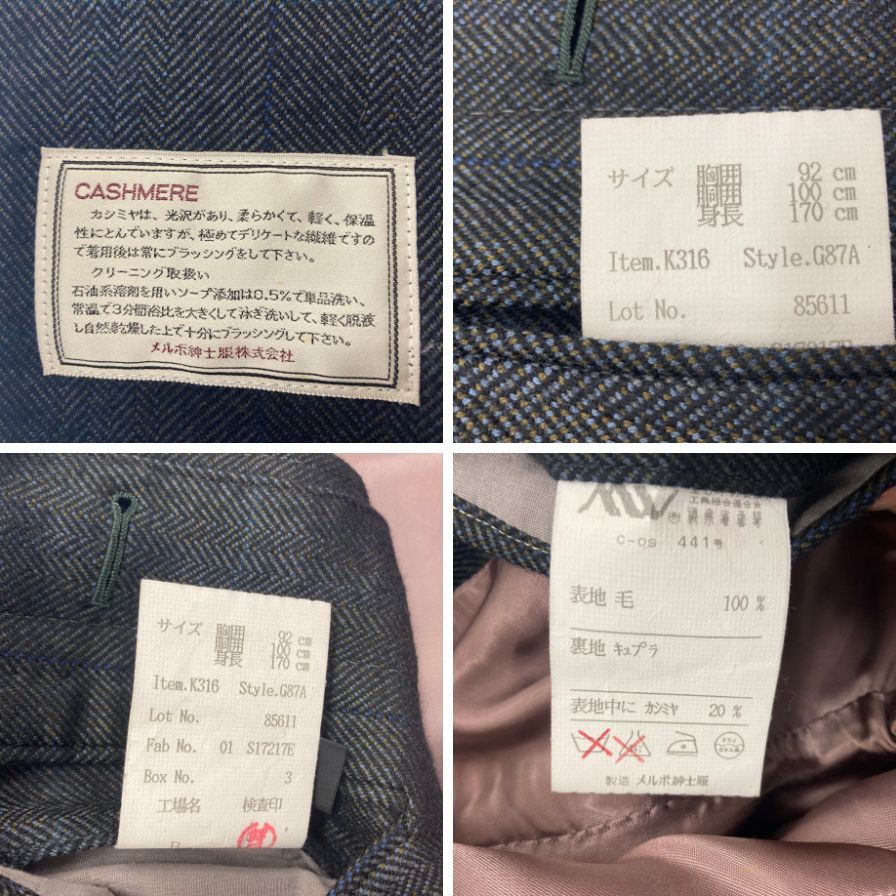 CASHMERE
カシミヤは、光沢があり、柔らかくて、軽く、保温
性にとんでいますが、極めてデリケートな繊維ですの
で着用後は常にブラッシングをして下さい。
クリーニング取扱い
石油系溶剤を用いソープ添加は0.5%で単品洗い、
常温で3分間浴比を大きくして泳ぎ洗いして、軽く脱液
し自然乾燥した上で十分にブラッシングして下さい。
メルボ紳士服株式会社
サイズ 胸囲 92 cm
胴囲 100 cm
身長 170 cm
Item.K316 Style.G87A
Lot No. 85611
S17217E
サイズ 胸囲 92 cm
胴囲 100 cm
身長 170 cm
Item.K316 Style.G87A
Lot No. 85611
Fab No. 01 S17217E
Box No. 3
工場名 検査印
C-os 441号
表地 毛 100 %
裏地 キュプラ
表地中に カシミヤ 20 %
ドライ
製造 メルボ紳士服